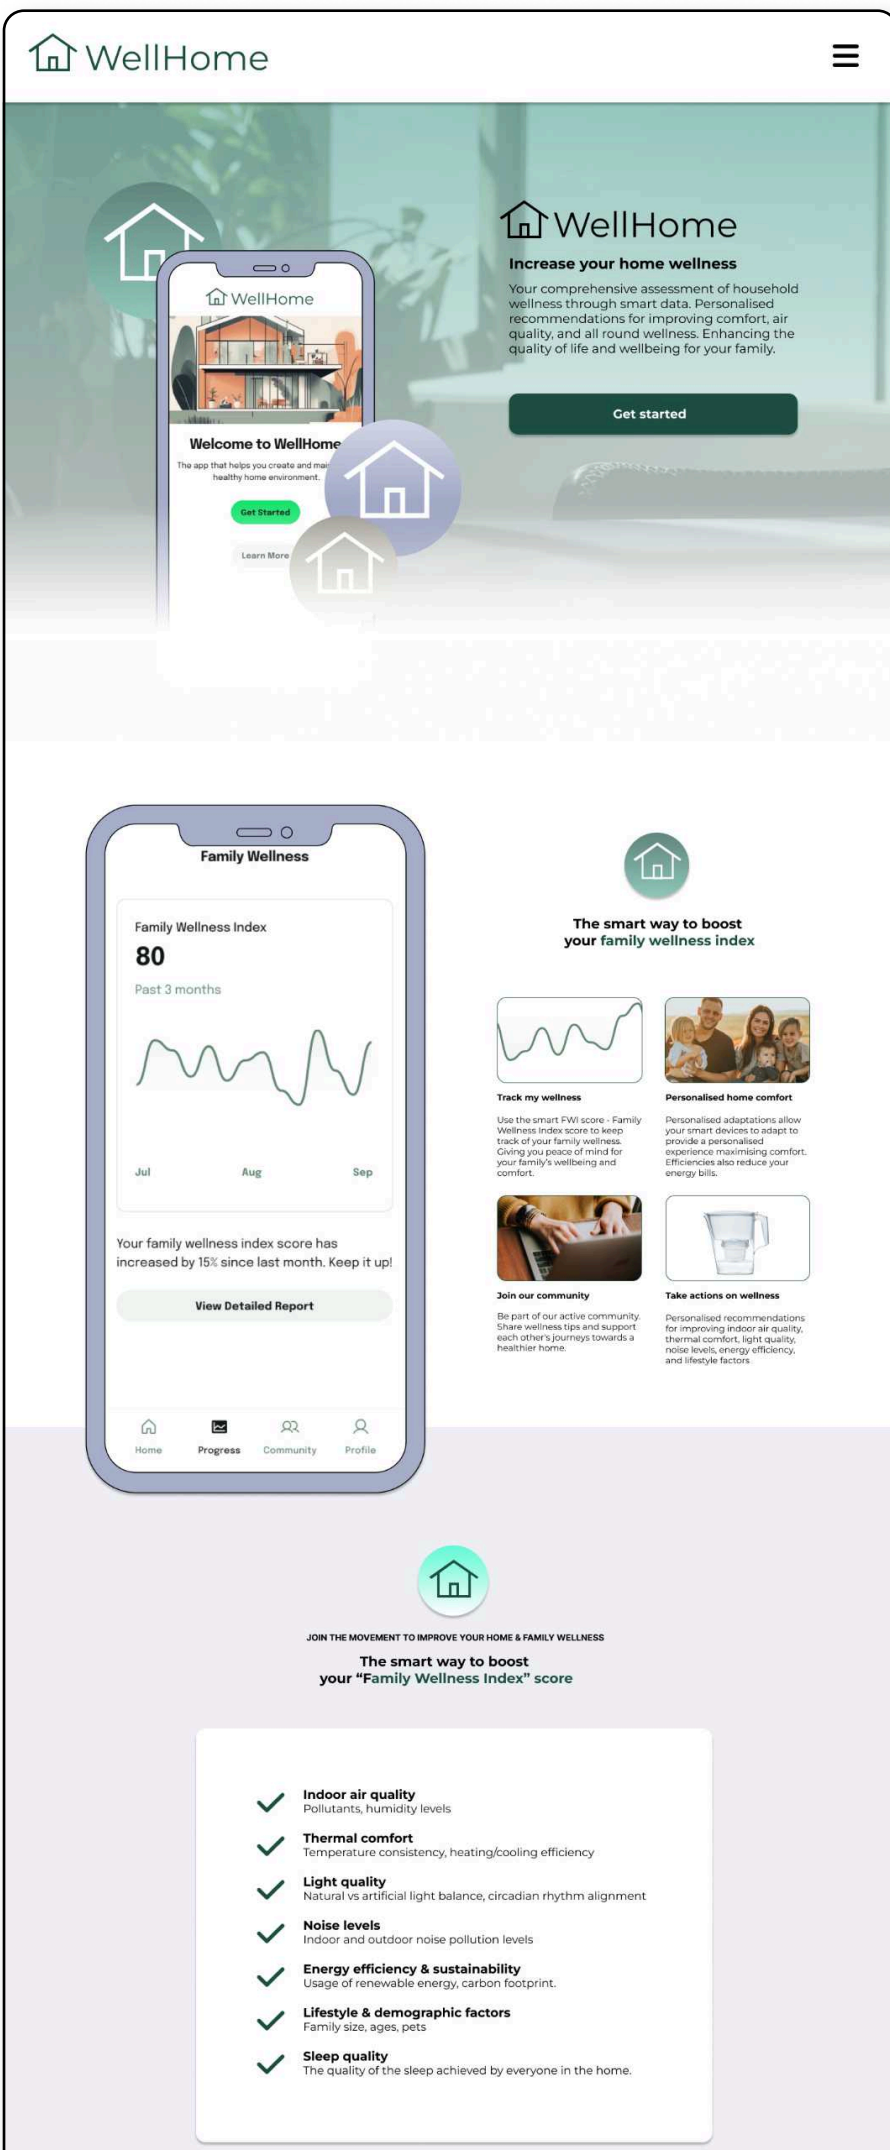 WellHome
WellHome
Increase your home wellness
Your comprehensive assessment of household
wellness through smart data. Personalised
recommendations for improving comfort, air
quality, and all round wellness. Enhancing the
quality of life and wellbeing for your family.
Get started
WellHome
Welcome to WellHome
The app that helps you create and
healthy home environment.
Get Started
Learn More
Family Wellness
Family Wellness Index
80
Past 3 months
Jul Aug Sep
Your family wellness index score has
increased by 15% since last month. Keep it up!
View Detailed Report
Home Progress Community Profile
The smart way to boost
your family wellness index
Track my wellness
Use the smart FWI score - Family
Wellness Index score to keep
track of your family wellness.
Giving you peace of mind for
your family's wellbeing and
comfort.
Personalised home comfort
Personalised adaptations allow
your smart devices to adapt to
provide a personalised
experience maximising comfort.
Efficiencies also reduce your
energy bills.
Join our community
Be part of our active community.
Share wellness tips and support
each other's journeys towards a
healthier home.
Take actions on wellness
Personalised recommendations
for improving indoor air quality,
thermal comfort, light quality,
noise levels, energy efficiency,
and lifestyle factors
JOIN THE MOVEMENT TO IMPROVE YOUR HOME & FAMILY WELLNESS
The smart way to boost
your “Family Wellness Index” score
Indoor air quality
Pollutants, humidity levels
Thermal comfort
Temperature consistency, heating/cooling efficiency
Light quality
Natural vs artificial light balance, circadian rhythm alignment
Noise levels
Indoor and outdoor noise pollution levels
Energy efficiency & sustainability
Usage of renewable energy, carbon footprint.
Lifestyle & demographic factors
Family size, ages, pets
Sleep quality
The quality of the sleep achieved by everyone in the home.